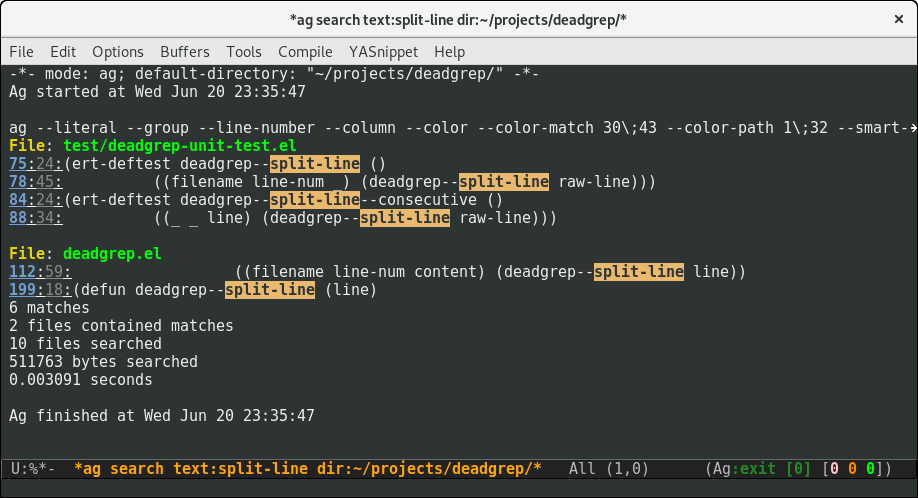 *ag search text:split-line dir:~/projects/deadgrep/*
×
File Edit Options Buffers Tools Compile YASnippet Help
-*- mode: ag; default-directory: "~/projects/deadgrep/" -*-
Ag started at Wed Jun 20 23:35:47
ag --literal --group --line-number --column --color --color-match 30\;43 --color-path 1\;32 --smart-→
File: test/deadgrep-unit-test.el
75:24:(ert-deftest deadgrep--split-line ()
78:45:          ((filename line-num _) (deadgrep--split-line raw-line)))
84:24:(ert-deftest deadgrep--split-line--consecutive ()
88:34:          ((_ _ line) (deadgrep--split-line raw-line)))
File: deadgrep.el
112:59:                  ((filename line-num content) (deadgrep--split-line line))
199:18:(defun deadgrep--split-line (line)
6 matches
2 files contained matches
10 files searched
511763 bytes searched
0.003091 seconds
Ag finished at Wed Jun 20 23:35:47
U:%*-  *ag search text:split-line dir:~/projects/deadgrep/*   All (1,0)      (Ag:exit [0] [0 0 0])